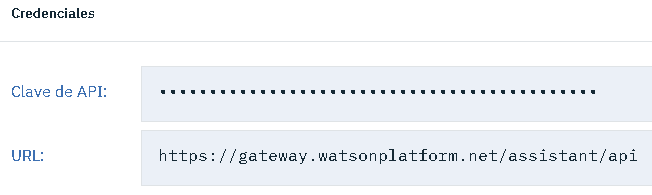 Credenciales
Clave de API: ••••••••••••••••••••••••••••••••••••••••••••
URL: https://gateway.watsonplatform.net/assistant/api